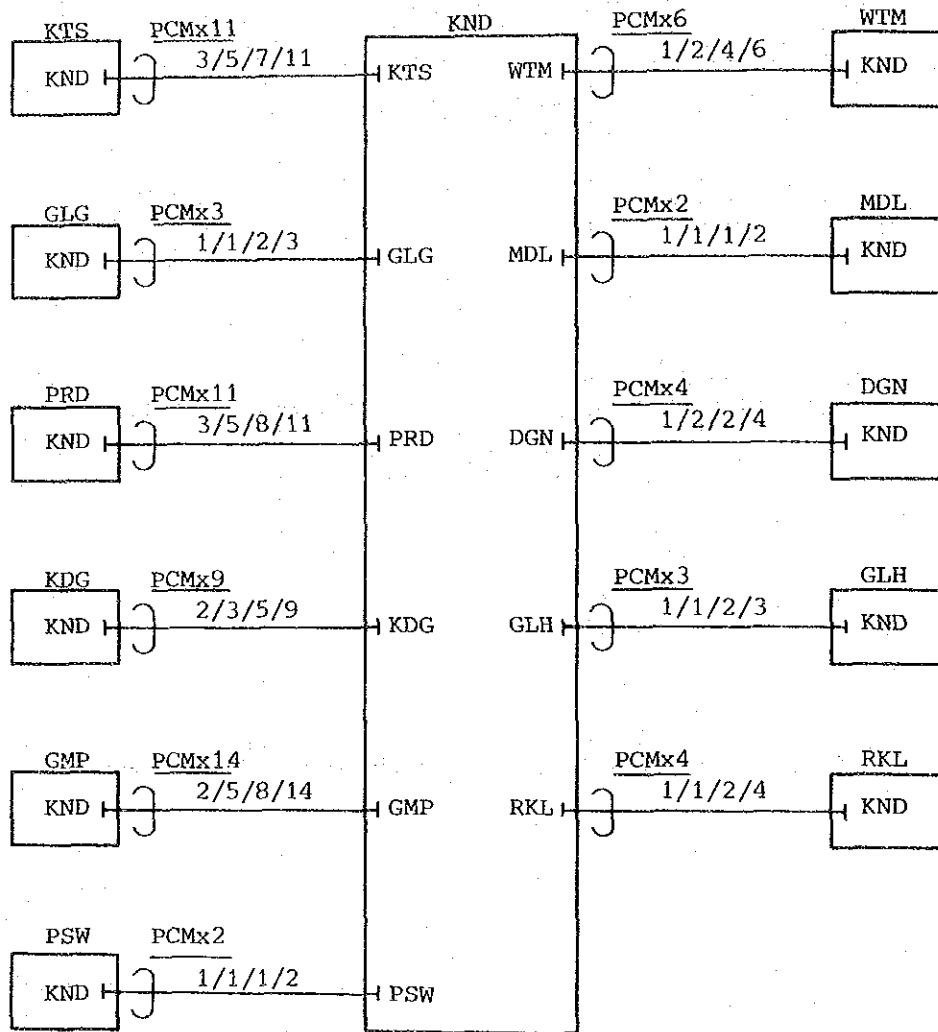 KND
KTS PCMx11 PCMx6 WTM
3/5/7/11 1/2/4/6
KND KTS WTM KND
GLG PCMx3 PCMx2 MDL
1/1/2/3 1/1/1/2
KND GLG MDL KND
PRD PCMx11 PCMx4 DGN
3/5/8/11 1/2/2/4
KND PRD DGN KND
KDG PCMx9 PCMx3 GLH
2/3/5/9 1/1/2/3
KND KDG GLH KND
GMP PCMx14 PCMx4 RKL
2/5/8/14 1/1/2/4
KND GMP RKL KND
PSW PCMx2
1/1/1/2
KND PSW